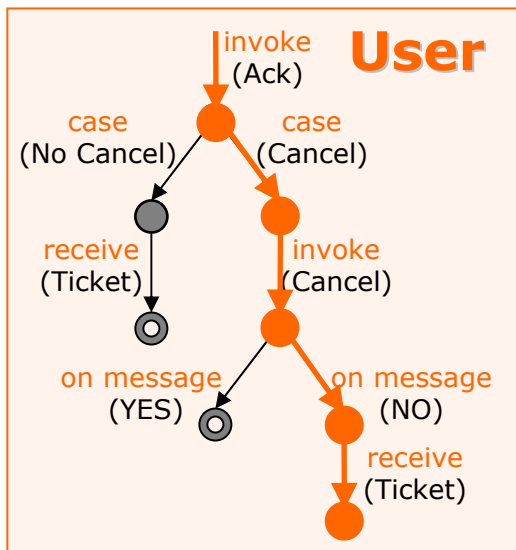 User
invoke
(Ack)
case
(No Cancel)
case
(Cancel)
receive
(Ticket)
invoke
(Cancel)
on message
(YES)
on message
(NO)
receive
(Ticket)